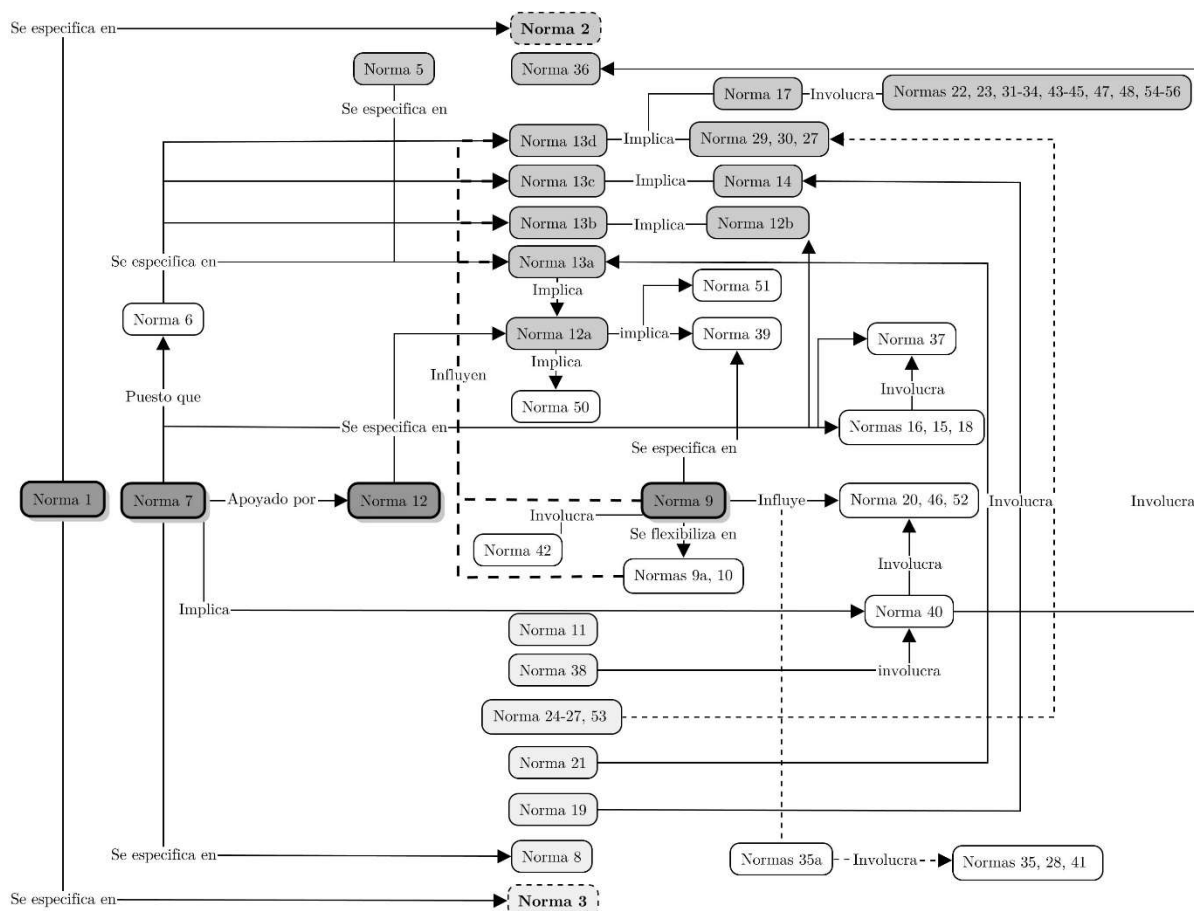 Se especifica en
Norma 2
Norma 5
Norma 36
Norma 17
Involucra
Normas 22, 23, 31-34, 43-45, 47, 48, 54-56
Se especifica en
Norma 13d
Implica
Norma 29, 30, 27
Norma 13c
Implica
Norma 14
Norma 13b
Implica
Norma 12b
Se especifica en
Norma 13a
Implica
Norma 51
Norma 6
Norma 12a
implica
Norma 39
Norma 37
Influyen
Implica
Involucra
Puesto que
Norma 50
Se especifica en
Normas 16, 15, 18
Se especifica en
Norma 1
Norma 7
Apoyado por
Norma 12
Norma 9
Influye
Norma 20, 46, 52
Involucra
Involucra
Involucra
Se flexibiliza en
Norma 42
Normas 9a, 10
Involucra
Implica
Norma 40
Norma 11
Norma 38
involucra
Norma 24-27, 53
Norma 21
Norma 19
Se especifica en
Norma 8
Normas 35a
Involucra
Normas 35, 28, 41
Se especifica en
Norma 3